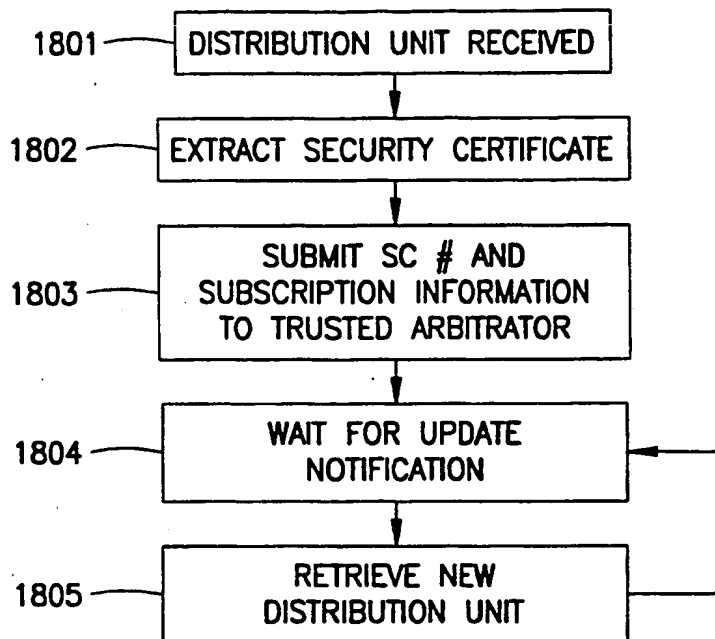 1801 DISTRIBUTION UNIT RECEIVED
1802 EXTRACT SECURITY CERTIFICATE
SUBMIT SC # AND
1803 SUBSCRIPTION INFORMATION
TO TRUSTED ARBITRATOR
1804 WAIT FOR UPDATE
NOTIFICATION
1805 RETRIEVE NEW
DISTRIBUTION UNIT